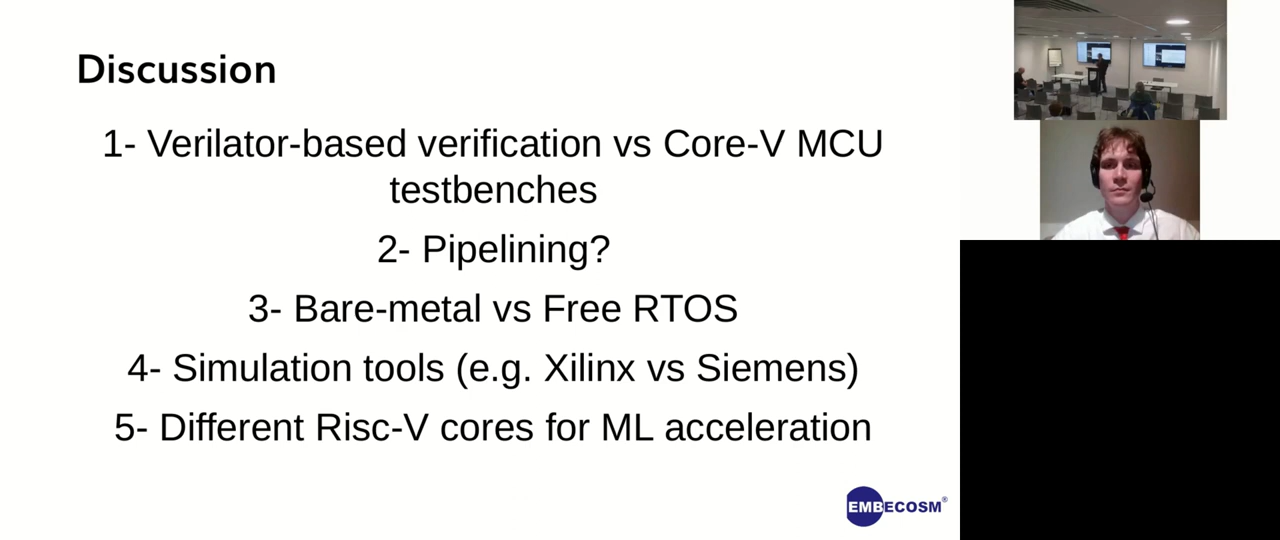 Discussion
1- Verilator-based verification vs Core-V MCU
testbenches
2- Pipelining?
3- Bare-metal vs Free RTOS
4- Simulation tools (e.g. Xilinx vs Siemens)
5- Different Risc-V cores for ML acceleration
EMBECOSM®